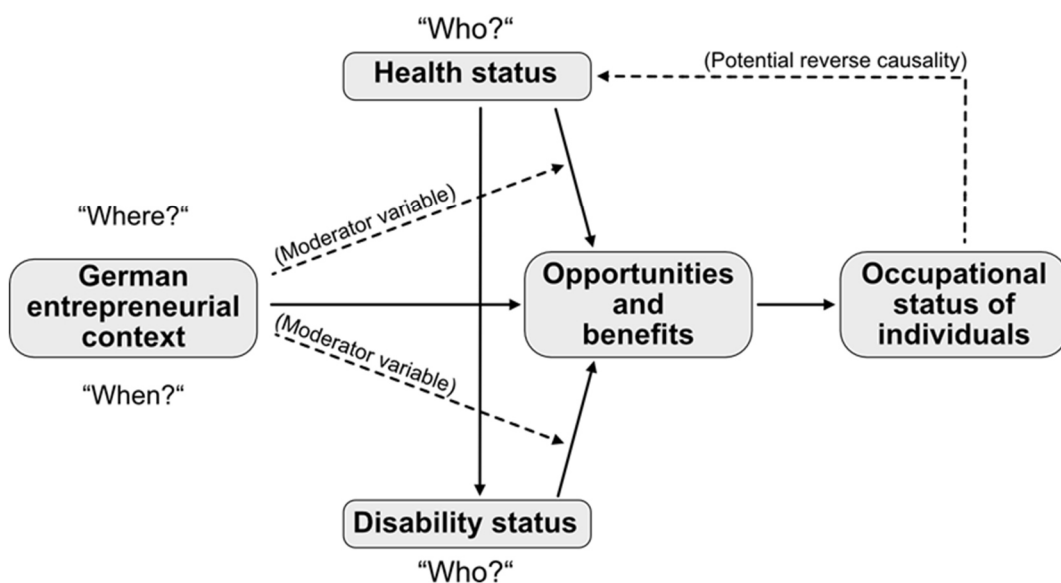 “Who?“
Health status
(Potential reverse causality)
“Where?“
(Moderator variable)
German
entrepreneurial
context
Opportunities
and
benefits
Occupational
status of
individuals
(Moderator variable)
“When?“
Disability status
“Who?“